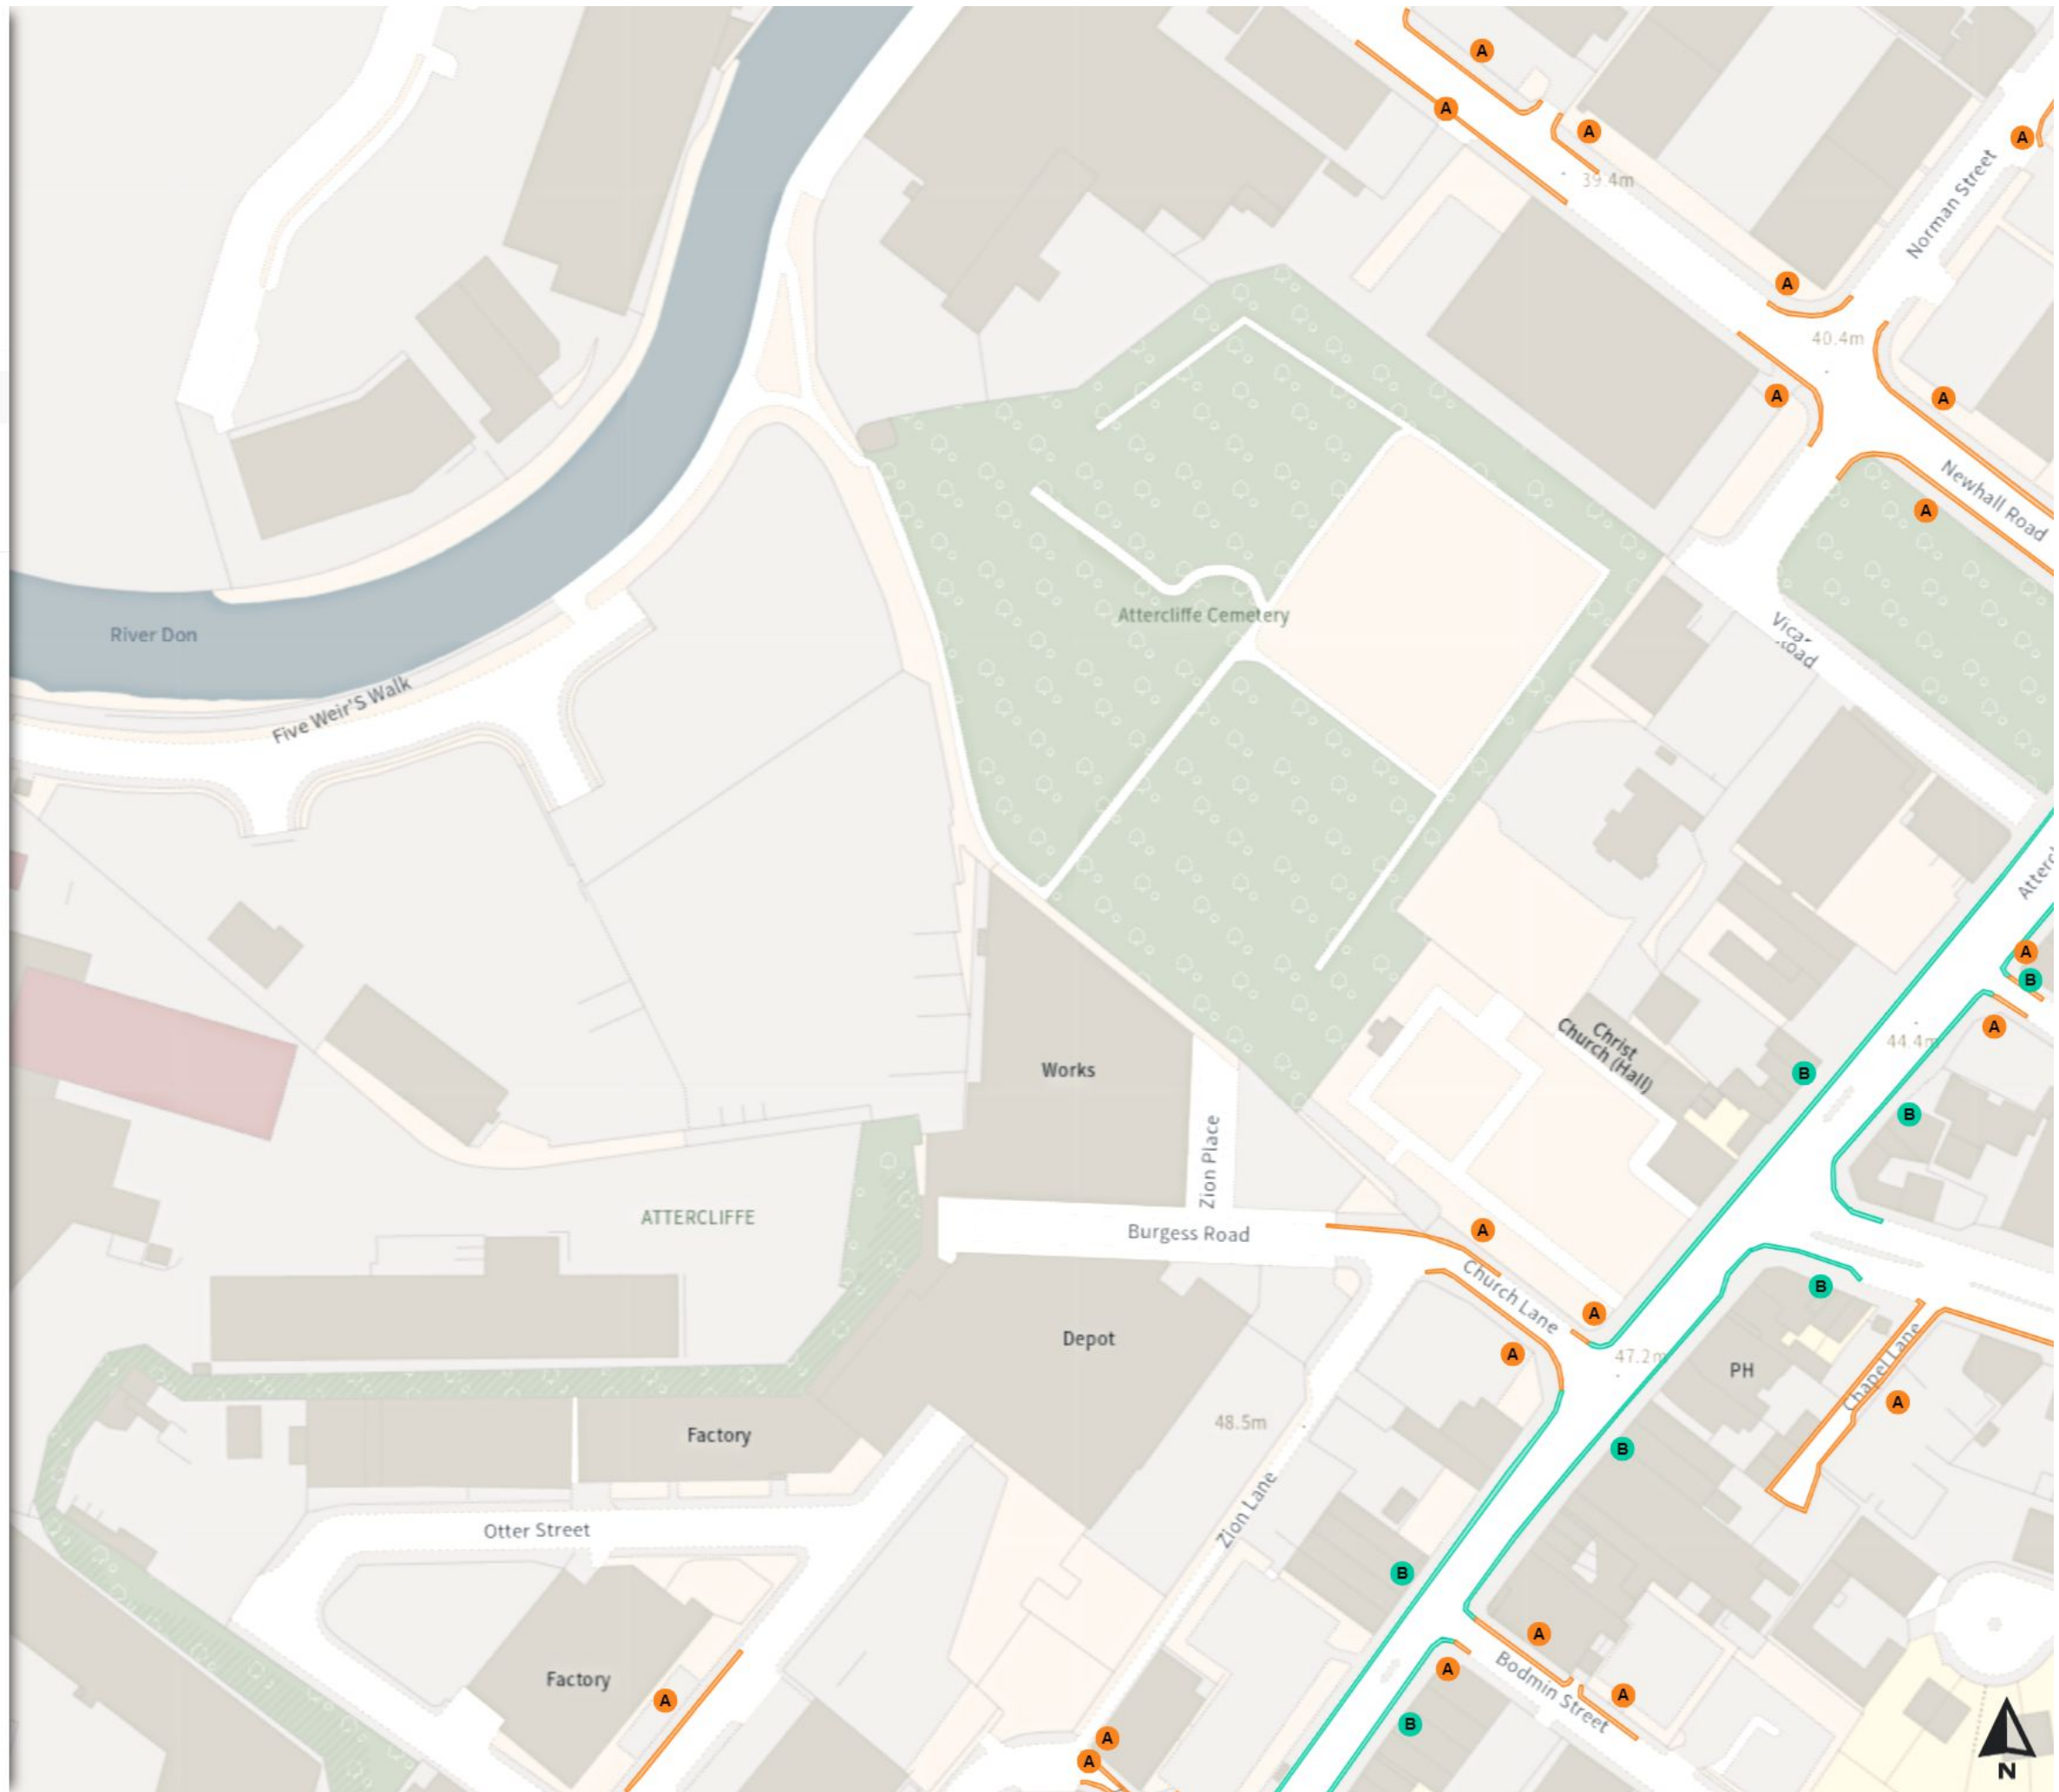 A
A
A
39.4m
A
Norman Street
A
40.4m
A
A
Newhall Road
A
Attercliffe Cemetery
River Don
Five Weir'S Walk
A
B
44.4m
A
Christ
Church (Hall)
Works
B
B
Zion Place
ATTERCLIFFE
Burgess Road
A
Church Lane
B
A
Depot
A
47.2m
PH
Chapel Lane
A
48.5m
Factory
B
Zion Lane
Otter Street
B
A
A
Bodmin Street
A
Factory
A
B
A
A
N